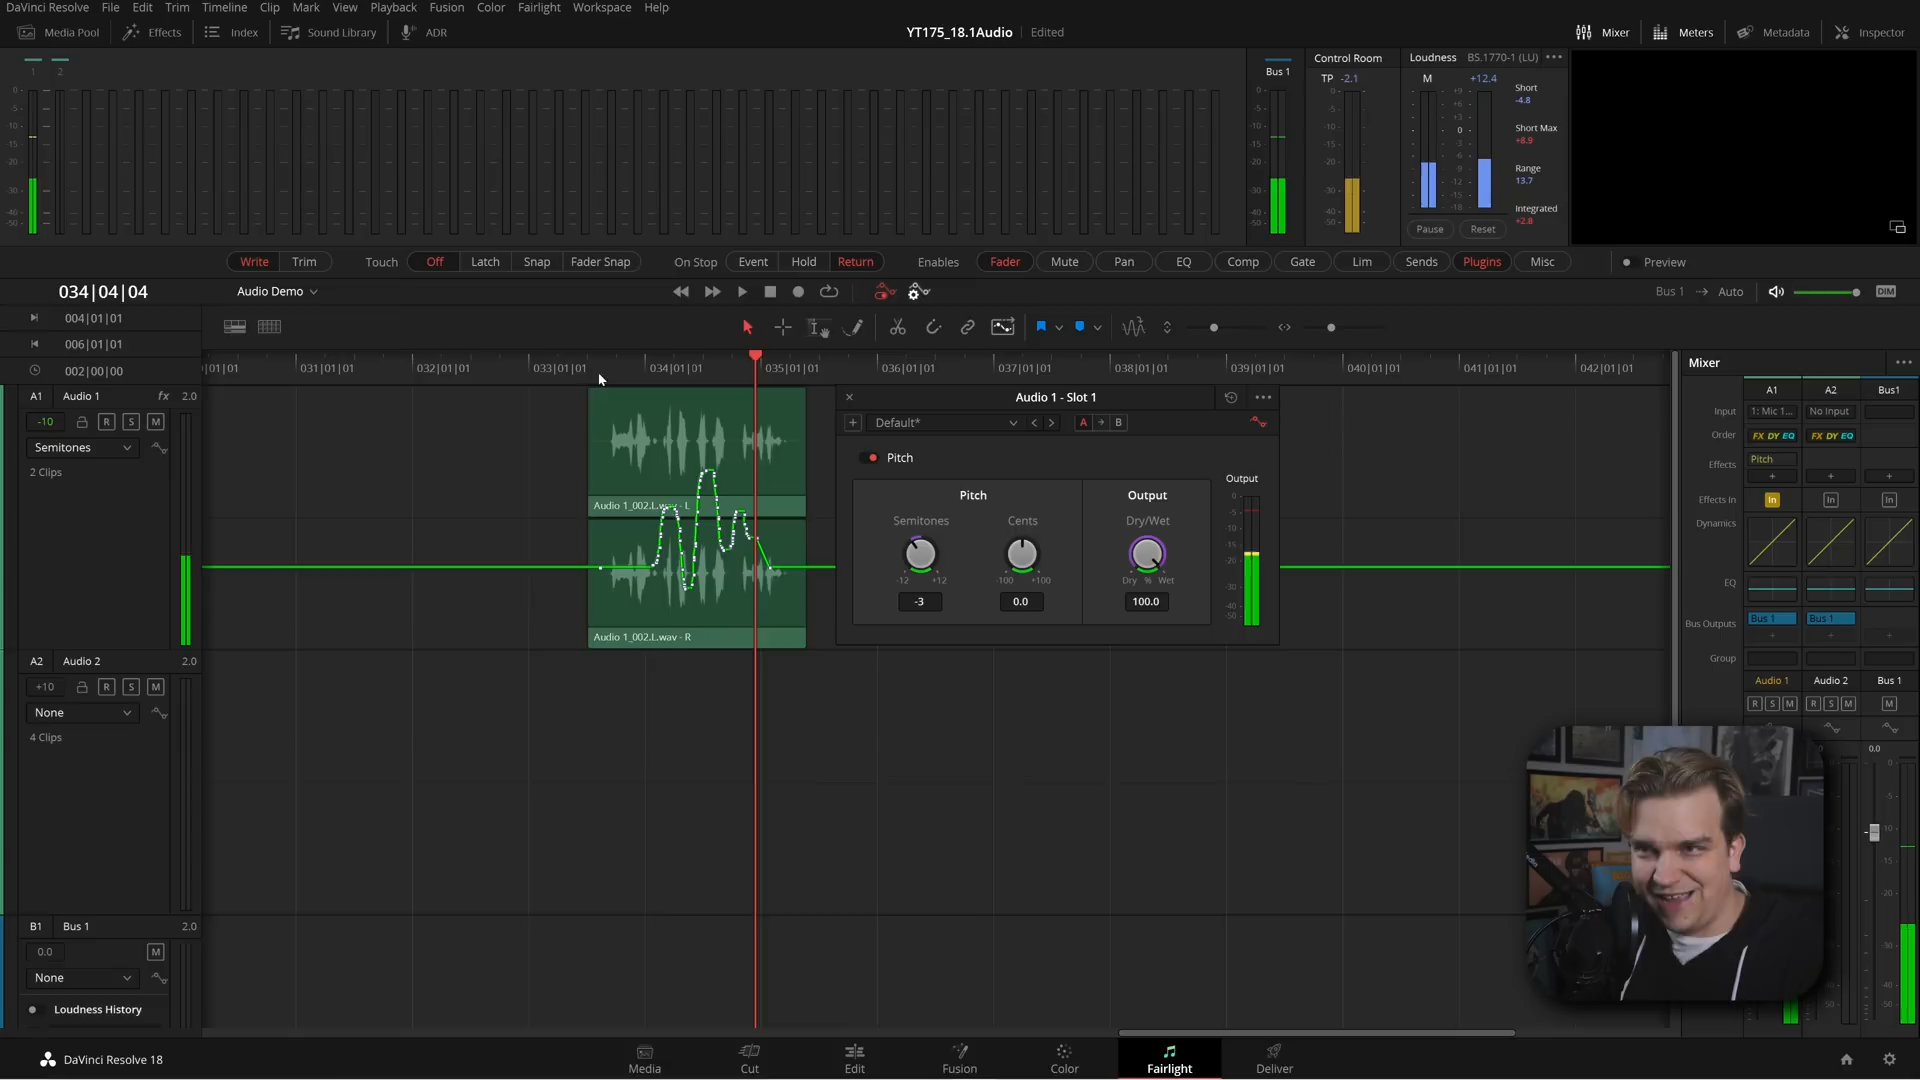 DaVinci Resolve File Edit Trim Timeline Clip Mark View Playback Fusion Color Fairlight Workspace Help
Media Pool Effects Index Sound Library ADR YT175_18.1Audio Edited Mixer Meters Metadata Inspector
1 2 Bus 1 Control Room Loudness BS.1770-1 (LU)
TP -2.1 M +12.4
Short
-4.8
Short Max
+8.9
Range
13.7
Integrated
+2.8
Pause Reset
Write Trim Touch Off Latch Snap Fader Snap On Stop Event Hold Return Enables Fader Mute Pan EQ Comp Gate Lim Sends Plugins Misc Preview
034|04|04 Audio Demo Bus 1 Auto DIM
004|01|01
006|01|01
002|00|00
01|01 031|01|01 032|01|01 033|01|01 034|01|01 035|01|01 036|01|01 037|01|01 038|01|01 039|01|01 040|01|01 041|01|01 042|01|01
A1 Audio 1 fx 2.0
-10 R S M
Semitones
2 Clips
Audio 1_002.L.wav - L
Audio 1_002.L.wav - R
Audio 1 - Slot 1
Default* A B
Pitch
Pitch Output Output
Semitones Cents Dry/Wet
-12 +12 -100 +100 Dry % Wet
-3 0.0 100.0
A2 Audio 2 2.0
+10 R S M
None
4 Clips
B1 Bus 1 2.0
0.0 M
None
Loudness History
Mixer
A1 A2 Bus1
Input 1: Mic 1... No Input
Order FX DY EQ FX DY EQ
Effects Pitch
Effects In In
Dynamics
EQ
Bus Outputs Bus 1 Bus 1
Group
Audio 1 Audio 2 Bus 1
R S M R S M M
0.0
DaVinci Resolve 18 Media Cut Edit Fusion Color Fairlight Deliver